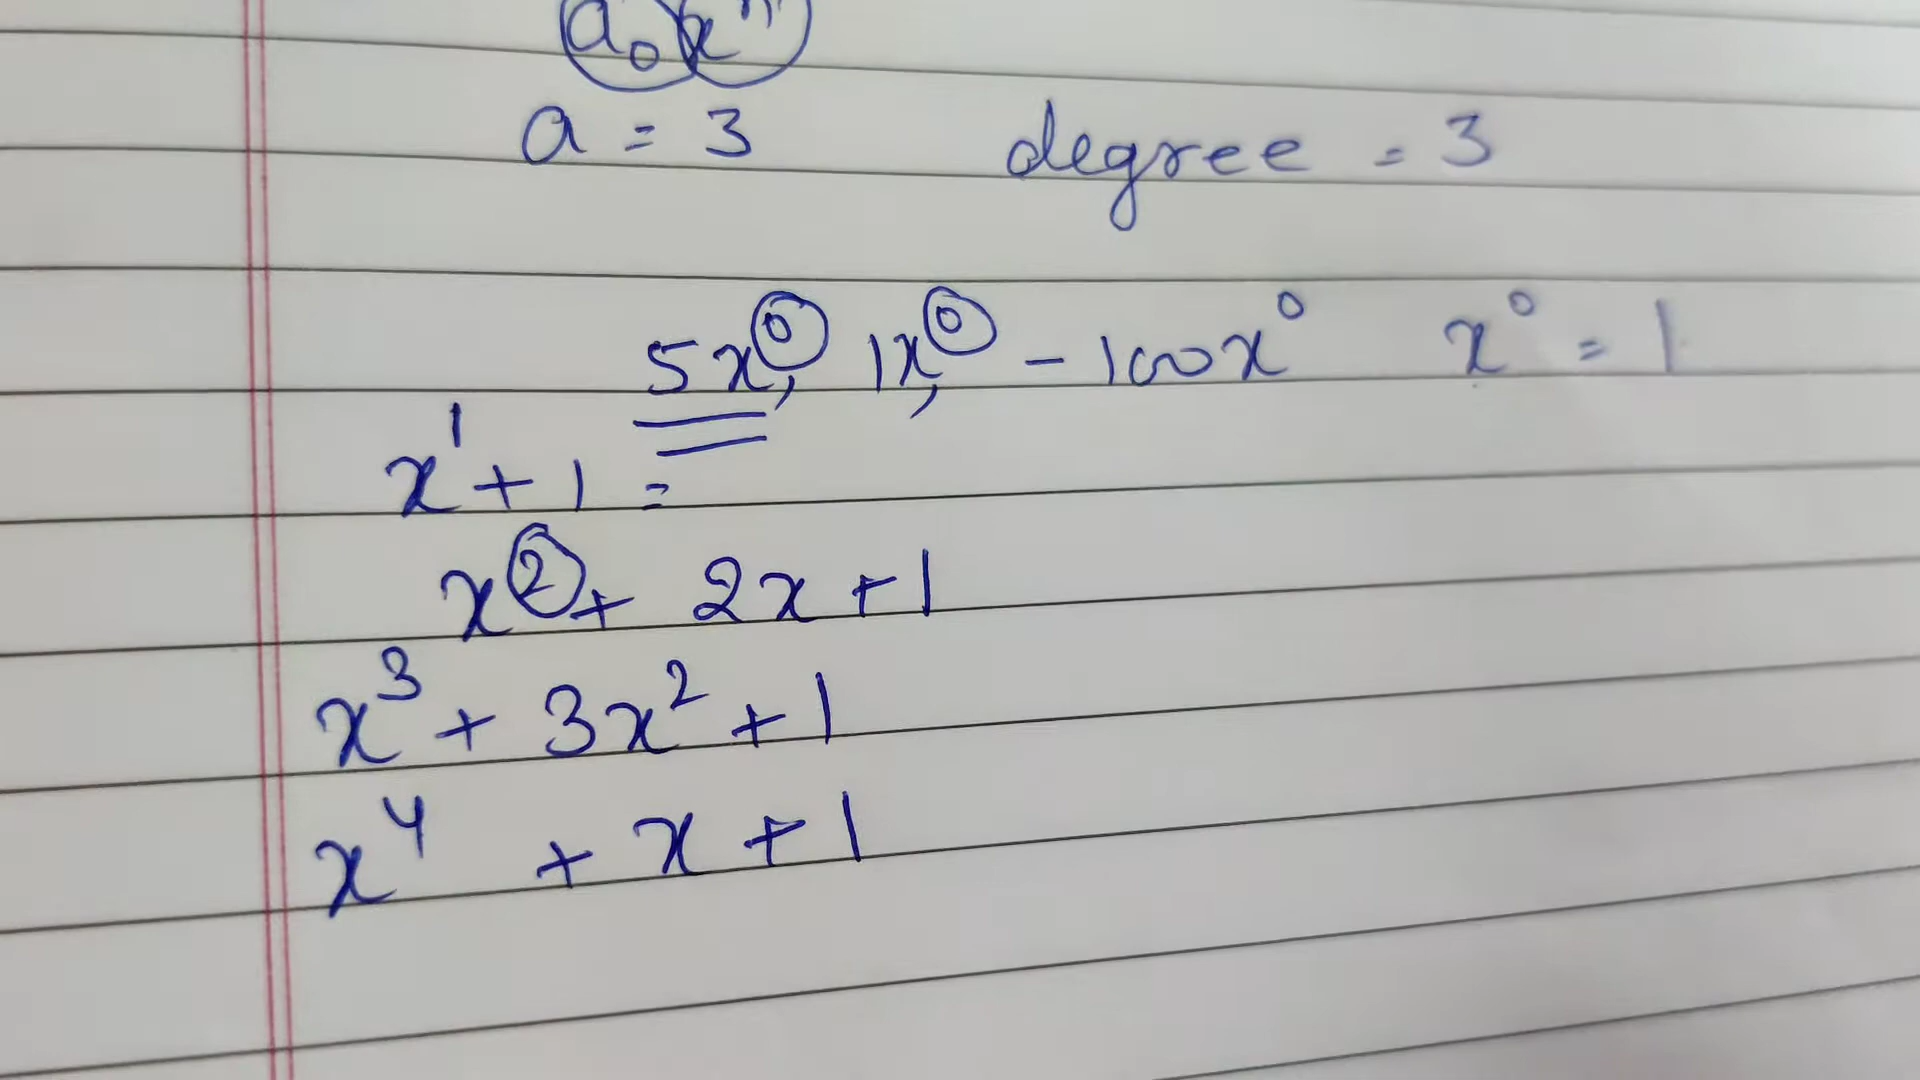 a₀xⁿ
a = 3 degree = 3
5x⁰, 1x⁰, - 100x⁰ x⁰ = 1
x¹ + 1 =
x² + 2x + 1
x³ + 3x² + 1
x⁴ + x + 1